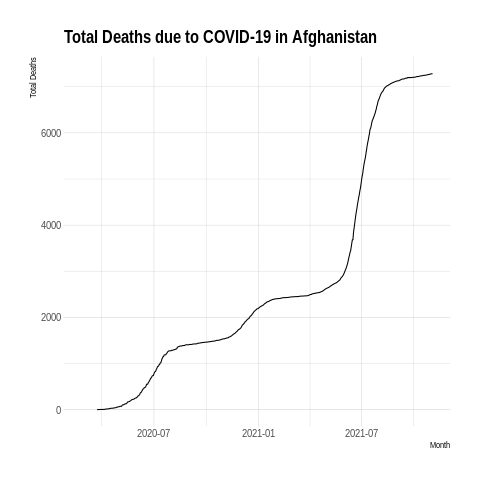 Total Deaths due to COVID-19 in Afghanistan
Total Deaths
6000
4000
2000
0
2020-07
2021-01
2021-07
Month